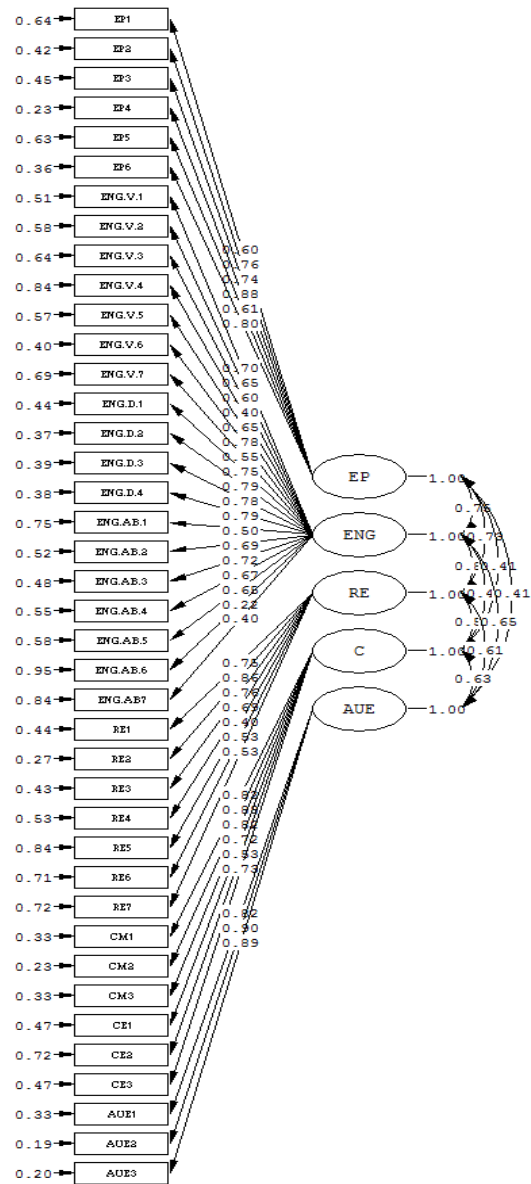 0.64 EP1
0.42 EP2
0.45 EP3
0.23 EP4
0.63 EP5
0.36 EP6
0.51 ENG.V.1
0.58 ENG.V.2
0.64 ENG.V.3
0.84 ENG.V.4
0.57 ENG.V.5
0.40 ENG.V.6
0.69 ENG.V.7
0.44 ENG.D.1
0.37 ENG.D.2
0.39 ENG.D.3
0.38 ENG.D.4
0.75 ENG.AB.1
0.52 ENG.AB.2
0.48 ENG.AB.3
0.55 ENG.AB.4
0.58 ENG.AB.5
0.95 ENG.AB.6
0.84 ENG.AB7
0.44 RE1
0.27 RE2
0.43 RE3
0.53 RE4
0.84 RE5
0.71 RE6
0.72 RE7
0.33 CM1
0.23 CM2
0.33 CM3
0.47 CE1
0.72 CE2
0.47 CE3
0.33 AUE1
0.19 AUE2
0.20 AUE3
0.60
0.76
0.74
0.88
0.61
0.80
0.70
0.65
0.60
0.40
0.65
0.78
0.55
0.75
0.79
0.78
0.79
0.50
0.69
0.72
0.67
0.22
0.40
0.75
0.86
0.76
0.69
0.40
0.53
0.53
0.82
0.82
0.72
0.53
0.73
0.82
0.90
0.89
EP 1.00
ENG 1.00
RE 1.00
C 1.00
AUE 1.00
0.73
0.41
0.41
0.40
0.65
0.61
0.63